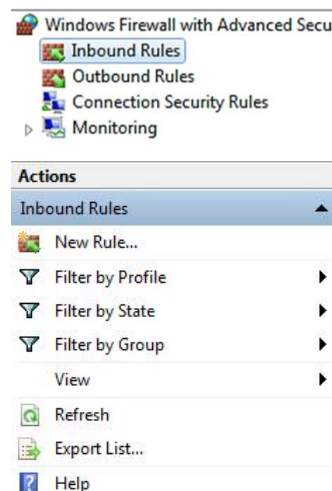 Windows Firewall with Advanced Secu
Inbound Rules
Outbound Rules
Connection Security Rules
Monitoring
Actions
Inbound Rules
New Rule...
Filter by Profile
Filter by State
Filter by Group
View
Refresh
Export List...
Help